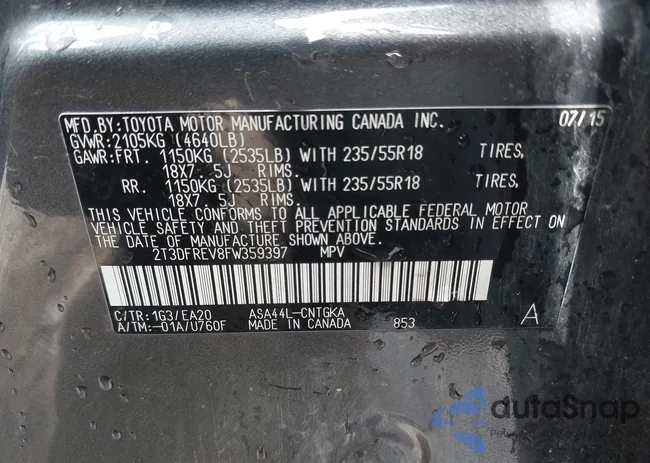 MFD.BY:TOYOTA MOTOR MANUFACTURING CANADA INC. 07/15
GVWR:2105KG (4640LB)
GAWR:FRT. 1150KG (2535LB) WITH 235/55R18 TIRES,
18X7. 5J RIMS.
RR. 1150KG (2535LB) WITH 235/55R18 TIRES,
18X7. 5J RIMS.
THIS VEHICLE CONFORMS TO ALL APPLICABLE FEDERAL MOTOR
VEHICLE SAFETY AND THEFT PREVENTION STANDARDS IN EFFECT ON
THE DATE OF MANUFACTURE SHOWN ABOVE.
2T3DFREV8FW359397 MPV
C/TR:1G3/EA20 ASA44L-CNTGKA
A/TM:-01A/U760F MADE IN CANADA 853 A
autoSnap